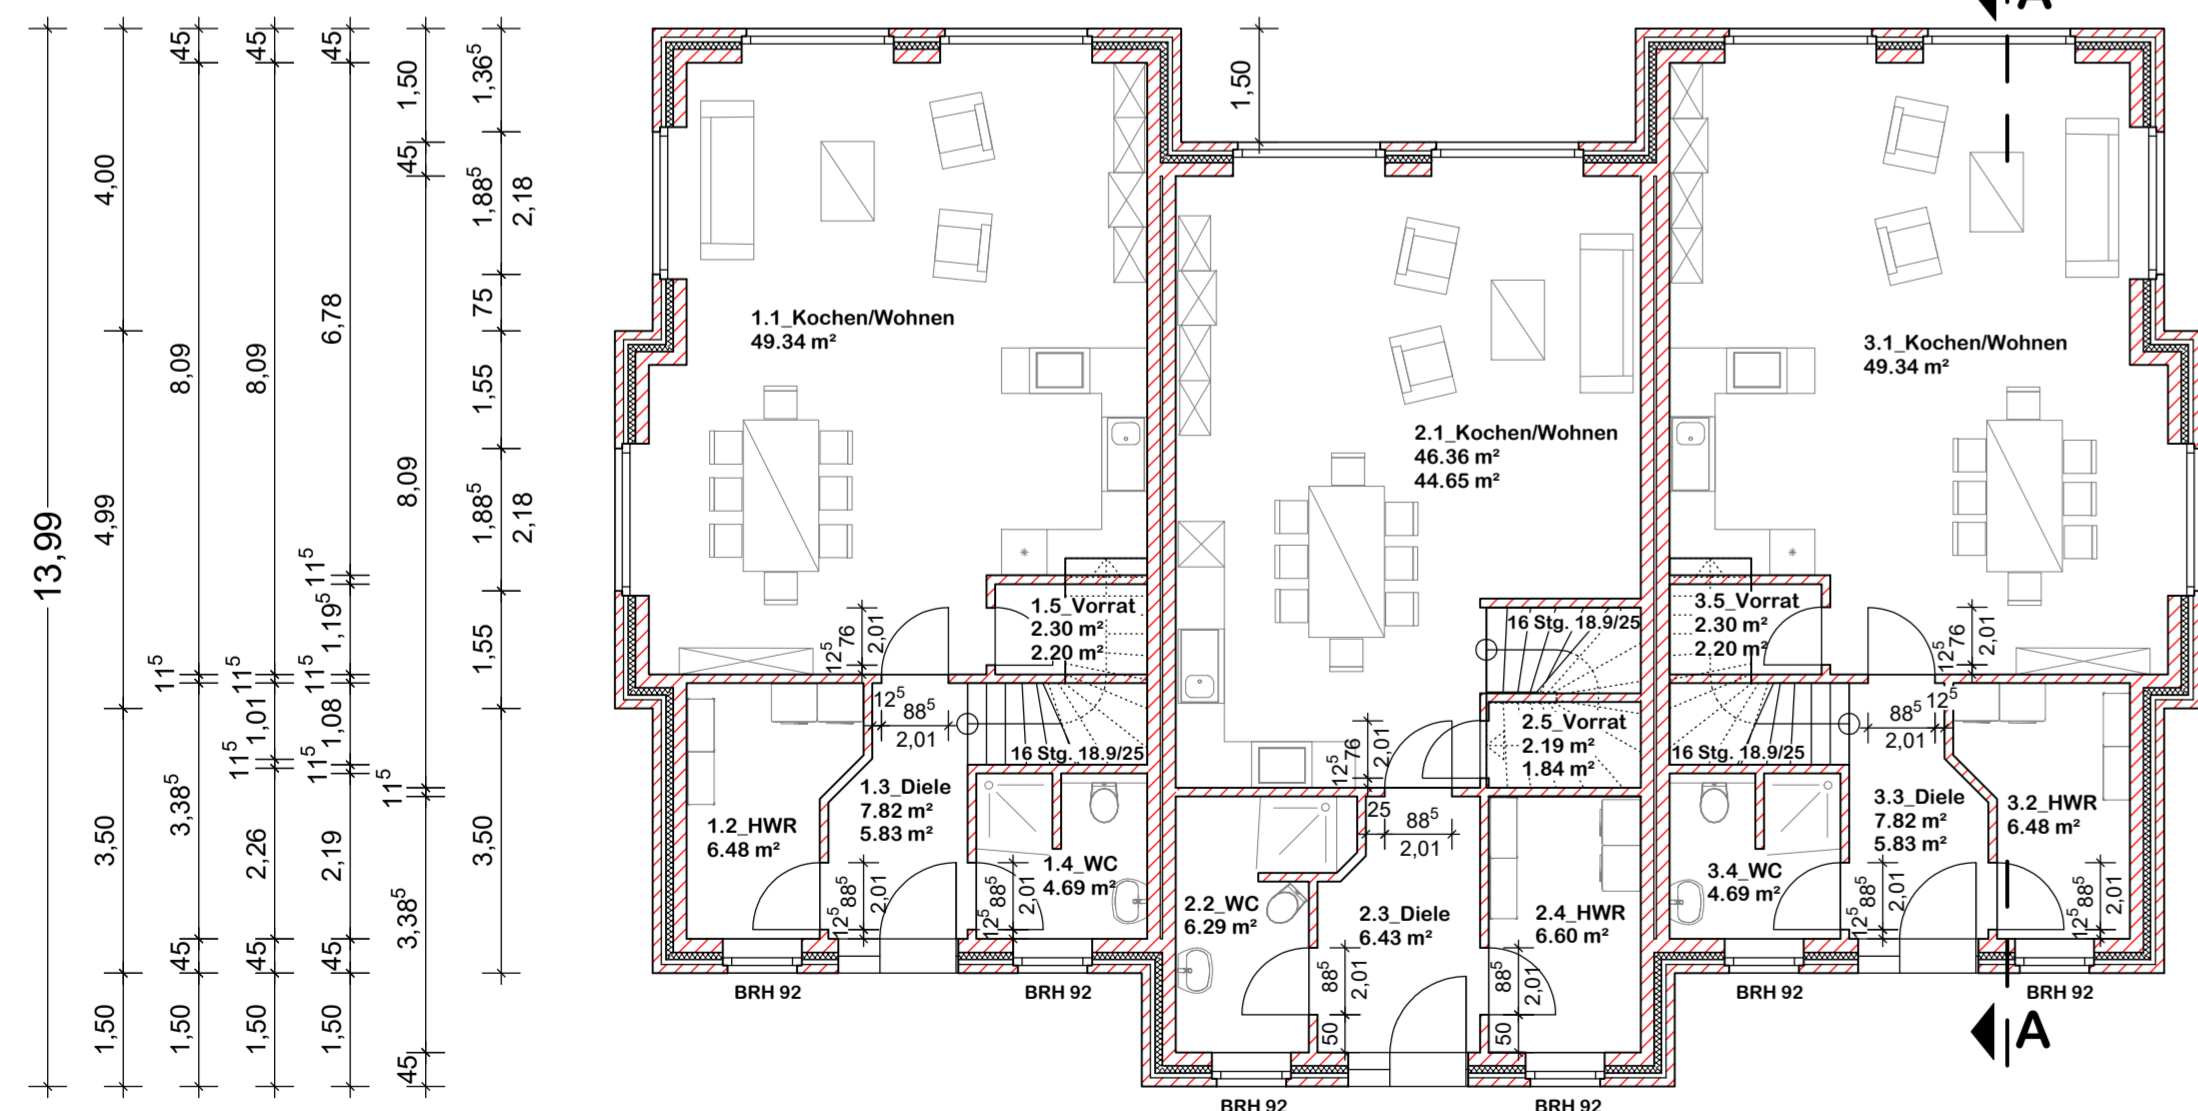 A
13,99
4,00
4,99
3,50
1,50
45
8,09
11⁵
3,38⁵
45
1,50
45
8,09
11⁵
1,01
11⁵
2,26
45
1,50
45
6,78
11⁵
1,19⁵
11⁵
1,08
11⁵
2,19
45
1,50
1,50
45
8,09
11⁵
3,38⁵
45
1,36⁵
1,88⁵
2,18
75
1,55
1,88⁵
2,18
1,55
3,50
1,50
1.1_Kochen/Wohnen
49.34 m²
1.5_Vorrat
2.30 m²
2.20 m²
12⁵ 76
2,01
12⁵
88⁵
2,01
16 Stg. 18.9/25
1.3_Diele
7.82 m²
5.83 m²
1.2_HWR
6.48 m²
1.4_WC
4.69 m²
12⁵ 88⁵
2,01
12⁵ 88⁵
2,01
BRH 92
BRH 92
2.1_Kochen/Wohnen
46.36 m²
44.65 m²
16 Stg. 18.9/25
2.5_Vorrat
2.19 m²
1.84 m²
12⁵ 76
2,01
25
88⁵
2,01
2.2_WC
6.29 m²
2.3_Diele
6.43 m²
2.4_HWR
6.60 m²
50 88⁵
2,01
50 88⁵
2,01
BRH 92
BRH 92
3.1_Kochen/Wohnen
49.34 m²
3.5_Vorrat
2.30 m²
2.20 m²
12⁵ 76
2,01
88⁵
12⁵
2,01
16 Stg. 18.9/25
3.3_Diele
7.82 m²
5.83 m²
3.2_HWR
6.48 m²
3.4_WC
4.69 m²
12⁵ 88⁵
2,01
12⁵ 88⁵
2,01
BRH 92
BRH 92
A